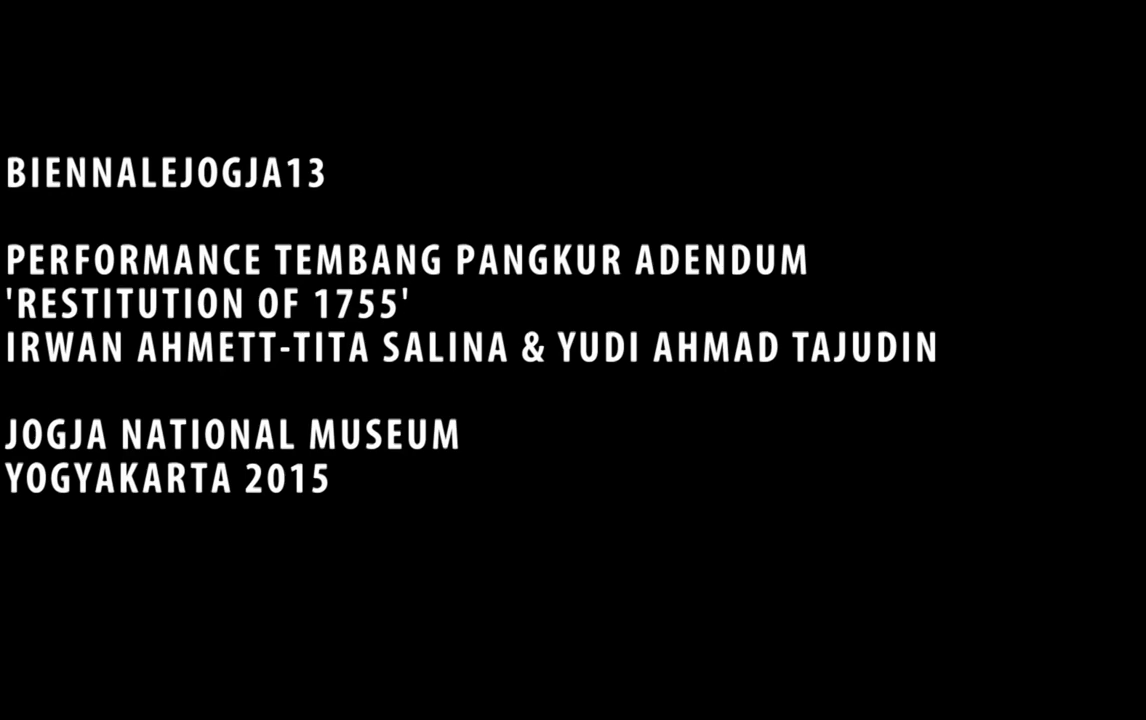 BIENNALEJOGJA13
PERFORMANCE TEMBANG PANGKUR ADENDUM
'RESTITUTION OF 1755'
IRWAN AHMETT-TITA SALINA & YUDI AHMAD TAJUDIN
JOGJA NATIONAL MUSEUM
YOGYAKARTA 2015